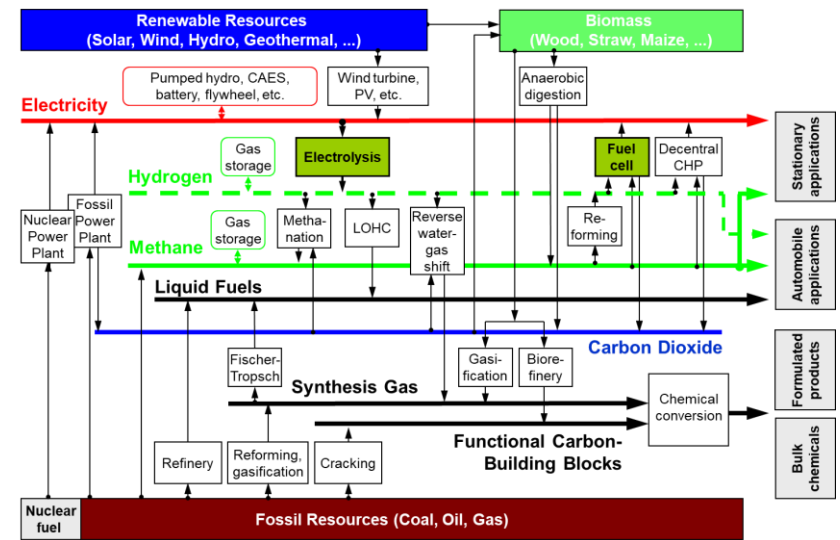 Renewable Resources
(Solar, Wind, Hydro, Geothermal, ...)
Biomass
(Wood, Straw, Maize, ...)
Pumped hydro, CAES,
battery, flywheel, etc.
Wind turbine,
PV, etc.
Anaerobic
digestion
Electricity
Gas
storage
Electrolysis
Fuel
cell
Decentral
CHP
Stationary
applications
Hydrogen
Nuclear
Power
Plant
Fossil
Power
Plant
Gas
storage
Metha-
nation
LOHC
Reverse
water-
gas
shift
Re-
forming
Methane
Automobile
applications
Liquid Fuels
Carbon Dioxide
Fischer-
Tropsch
Gasi-
fication
Biore-
finery
Formulated
products
Synthesis Gas
Chemical
conversion
Functional Carbon-
Building Blocks
Refinery
Reforming,
gasification
Cracking
Bulk
chemicals
Nuclear
fuel
Fossil Resources (Coal, Oil, Gas)